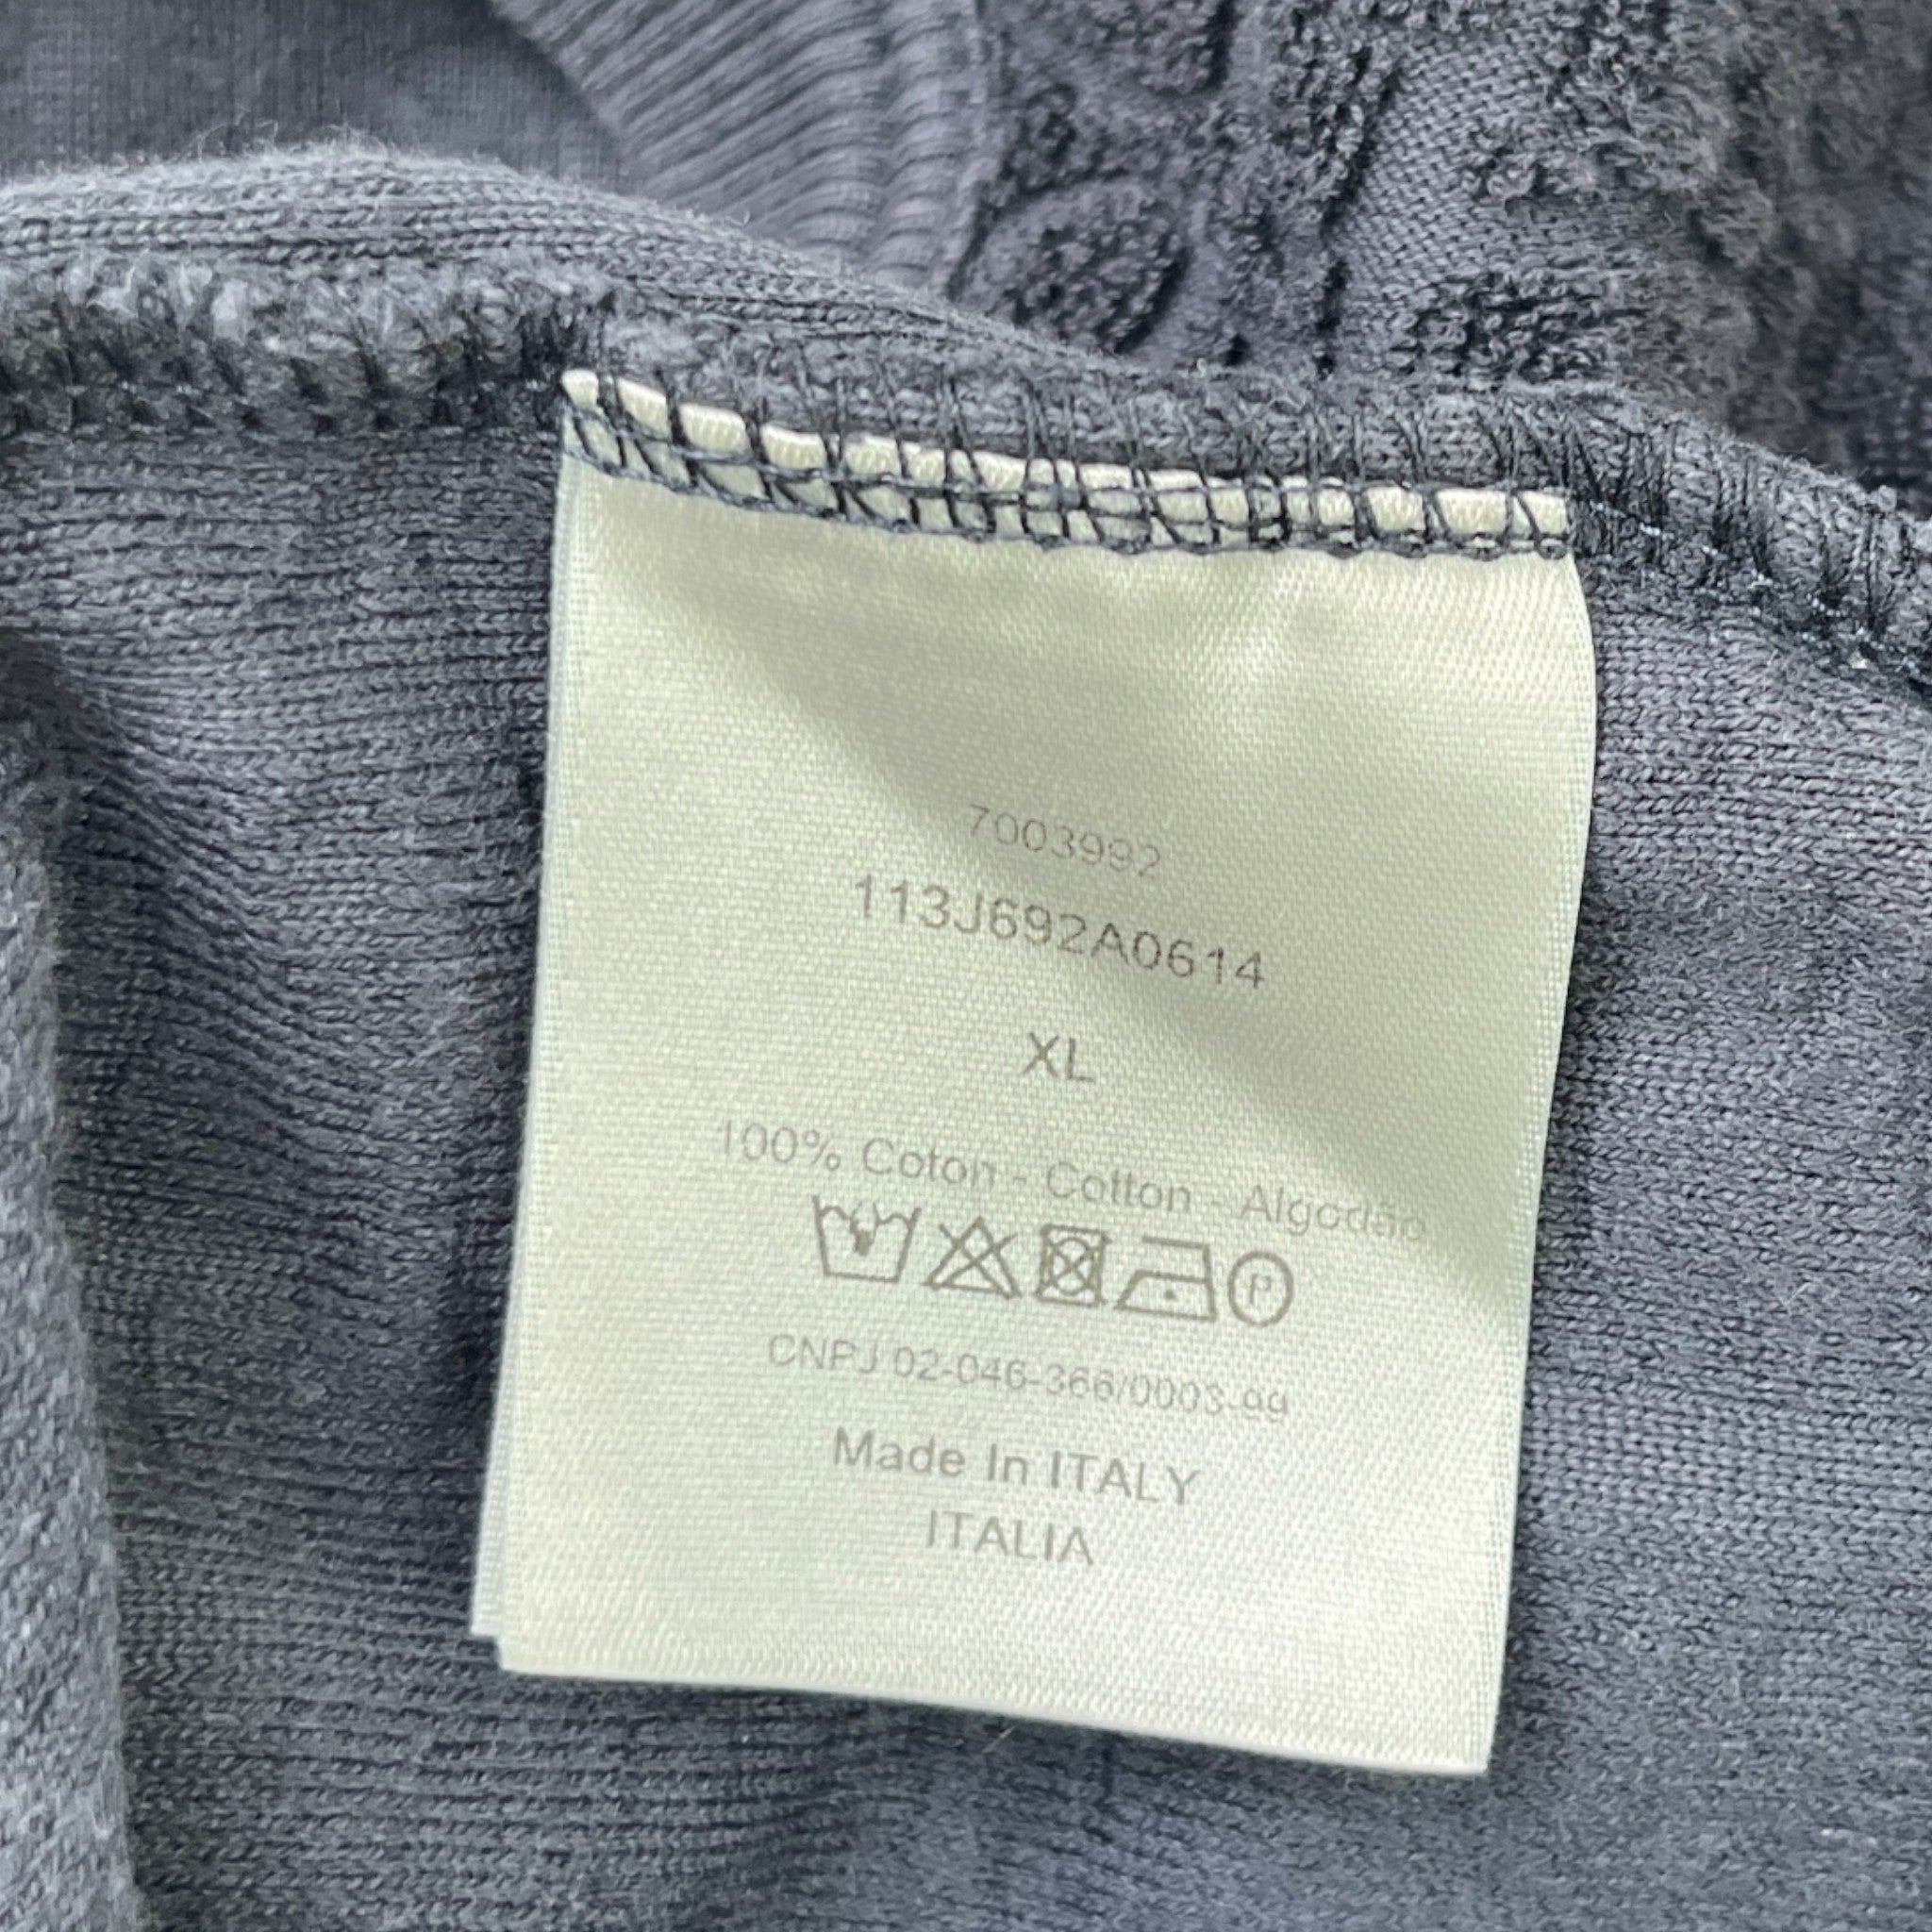 7003992
113J692A0614
XL
100% Coton - Cotton - Algodão
P
CNPJ 02-046-366/0003-99
Made In ITALY
ITALIA